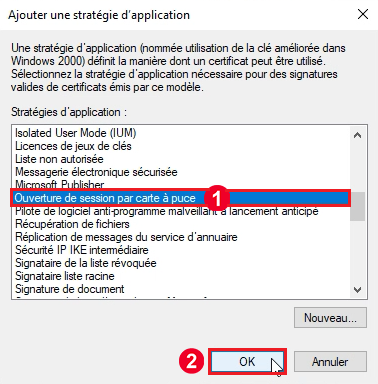 Ajouter une stratégie d'application
Une stratégie d'application (nommée utilisation de la clé améliorée dans
Windows 2000) définit la manière dont un certificat peut être utilisé.
Sélectionnez la stratégie d'application nécessaire pour des signatures
valides de certificats émis par ce modèle.
Stratégies d'application :
Isolated User Mode (IUM)
Licences de jeux de clés
Liste non autorisée
Messagerie électronique sécurisée
Microsoft Publisher
Ouverture de session par carte à puce 1
Pilote de logiciel anti-programme malveillant à lancement anticipé
Récupération de fichiers
Réplication de messages du service d'annuaire
Sécurité IP IKE intermédiaire
Signataire de la liste révoquée
Signataire liste racine
Signature de document
Nouveau...
2 OK Annuler